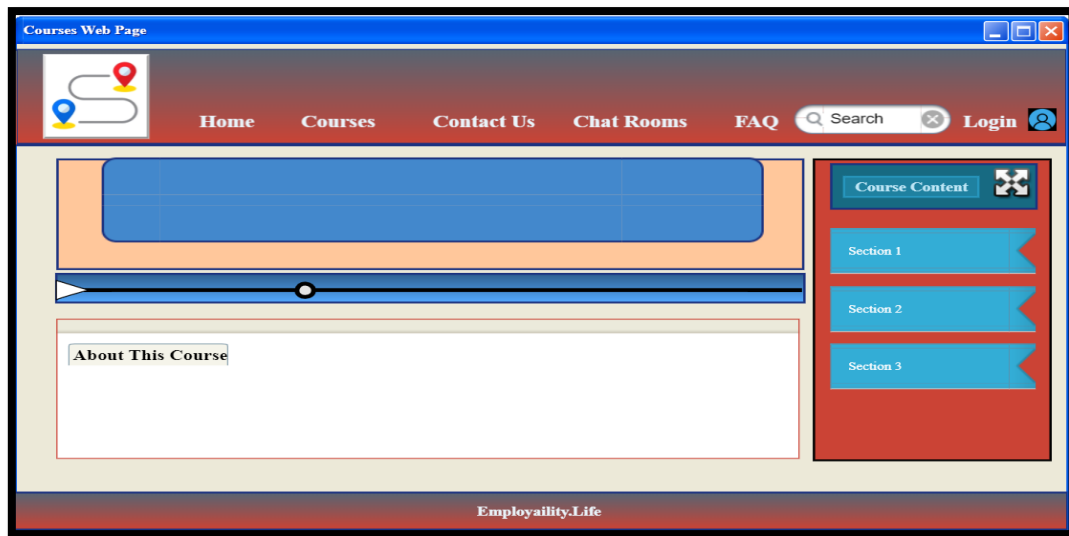 Courses Web Page
Home Courses Contact Us Chat Rooms FAQ Search Login
Course Content
Section 1
Section 2
Section 3
About This Course
Employaility.Life